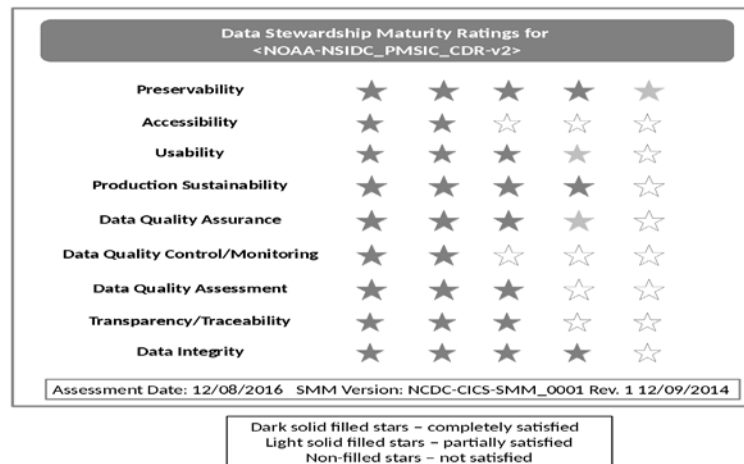 Data Stewardship Maturity Ratings for
<NOAA-NSIDC_PMSIC_CDR-v2>
Preservability
Accessibility
Usability
Production Sustainability
Data Quality Assurance
Data Quality Control/Monitoring
Data Quality Assessment
Transparency/Traceability
Data Integrity
Assessment Date: 12/08/2016 SMM Version: NCDC-CICS-SMM_0001 Rev. 1 12/09/2014
Dark solid filled stars – completely satisfied
Light solid filled stars – partially satisfied
Non-filled stars – not satisfied